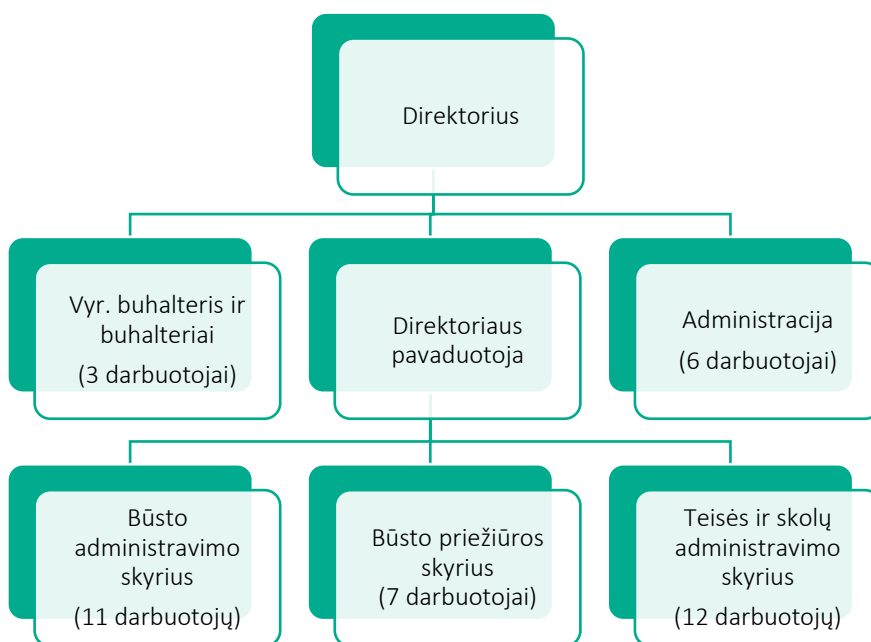 Direktorius
Vyr. buhalteris ir
buhalteriai
(3 darbuotojai)
Direktoriaus
pavaduotoja
Administracija
(6 darbuotojai)
Būsto
administravimo
skyrius
(11 darbuotojų)
Būsto priežiūros
skyrius
(7 darbuotojai)
Teisės ir skolų
administravimo
skyrius
(12 darbuotojų)